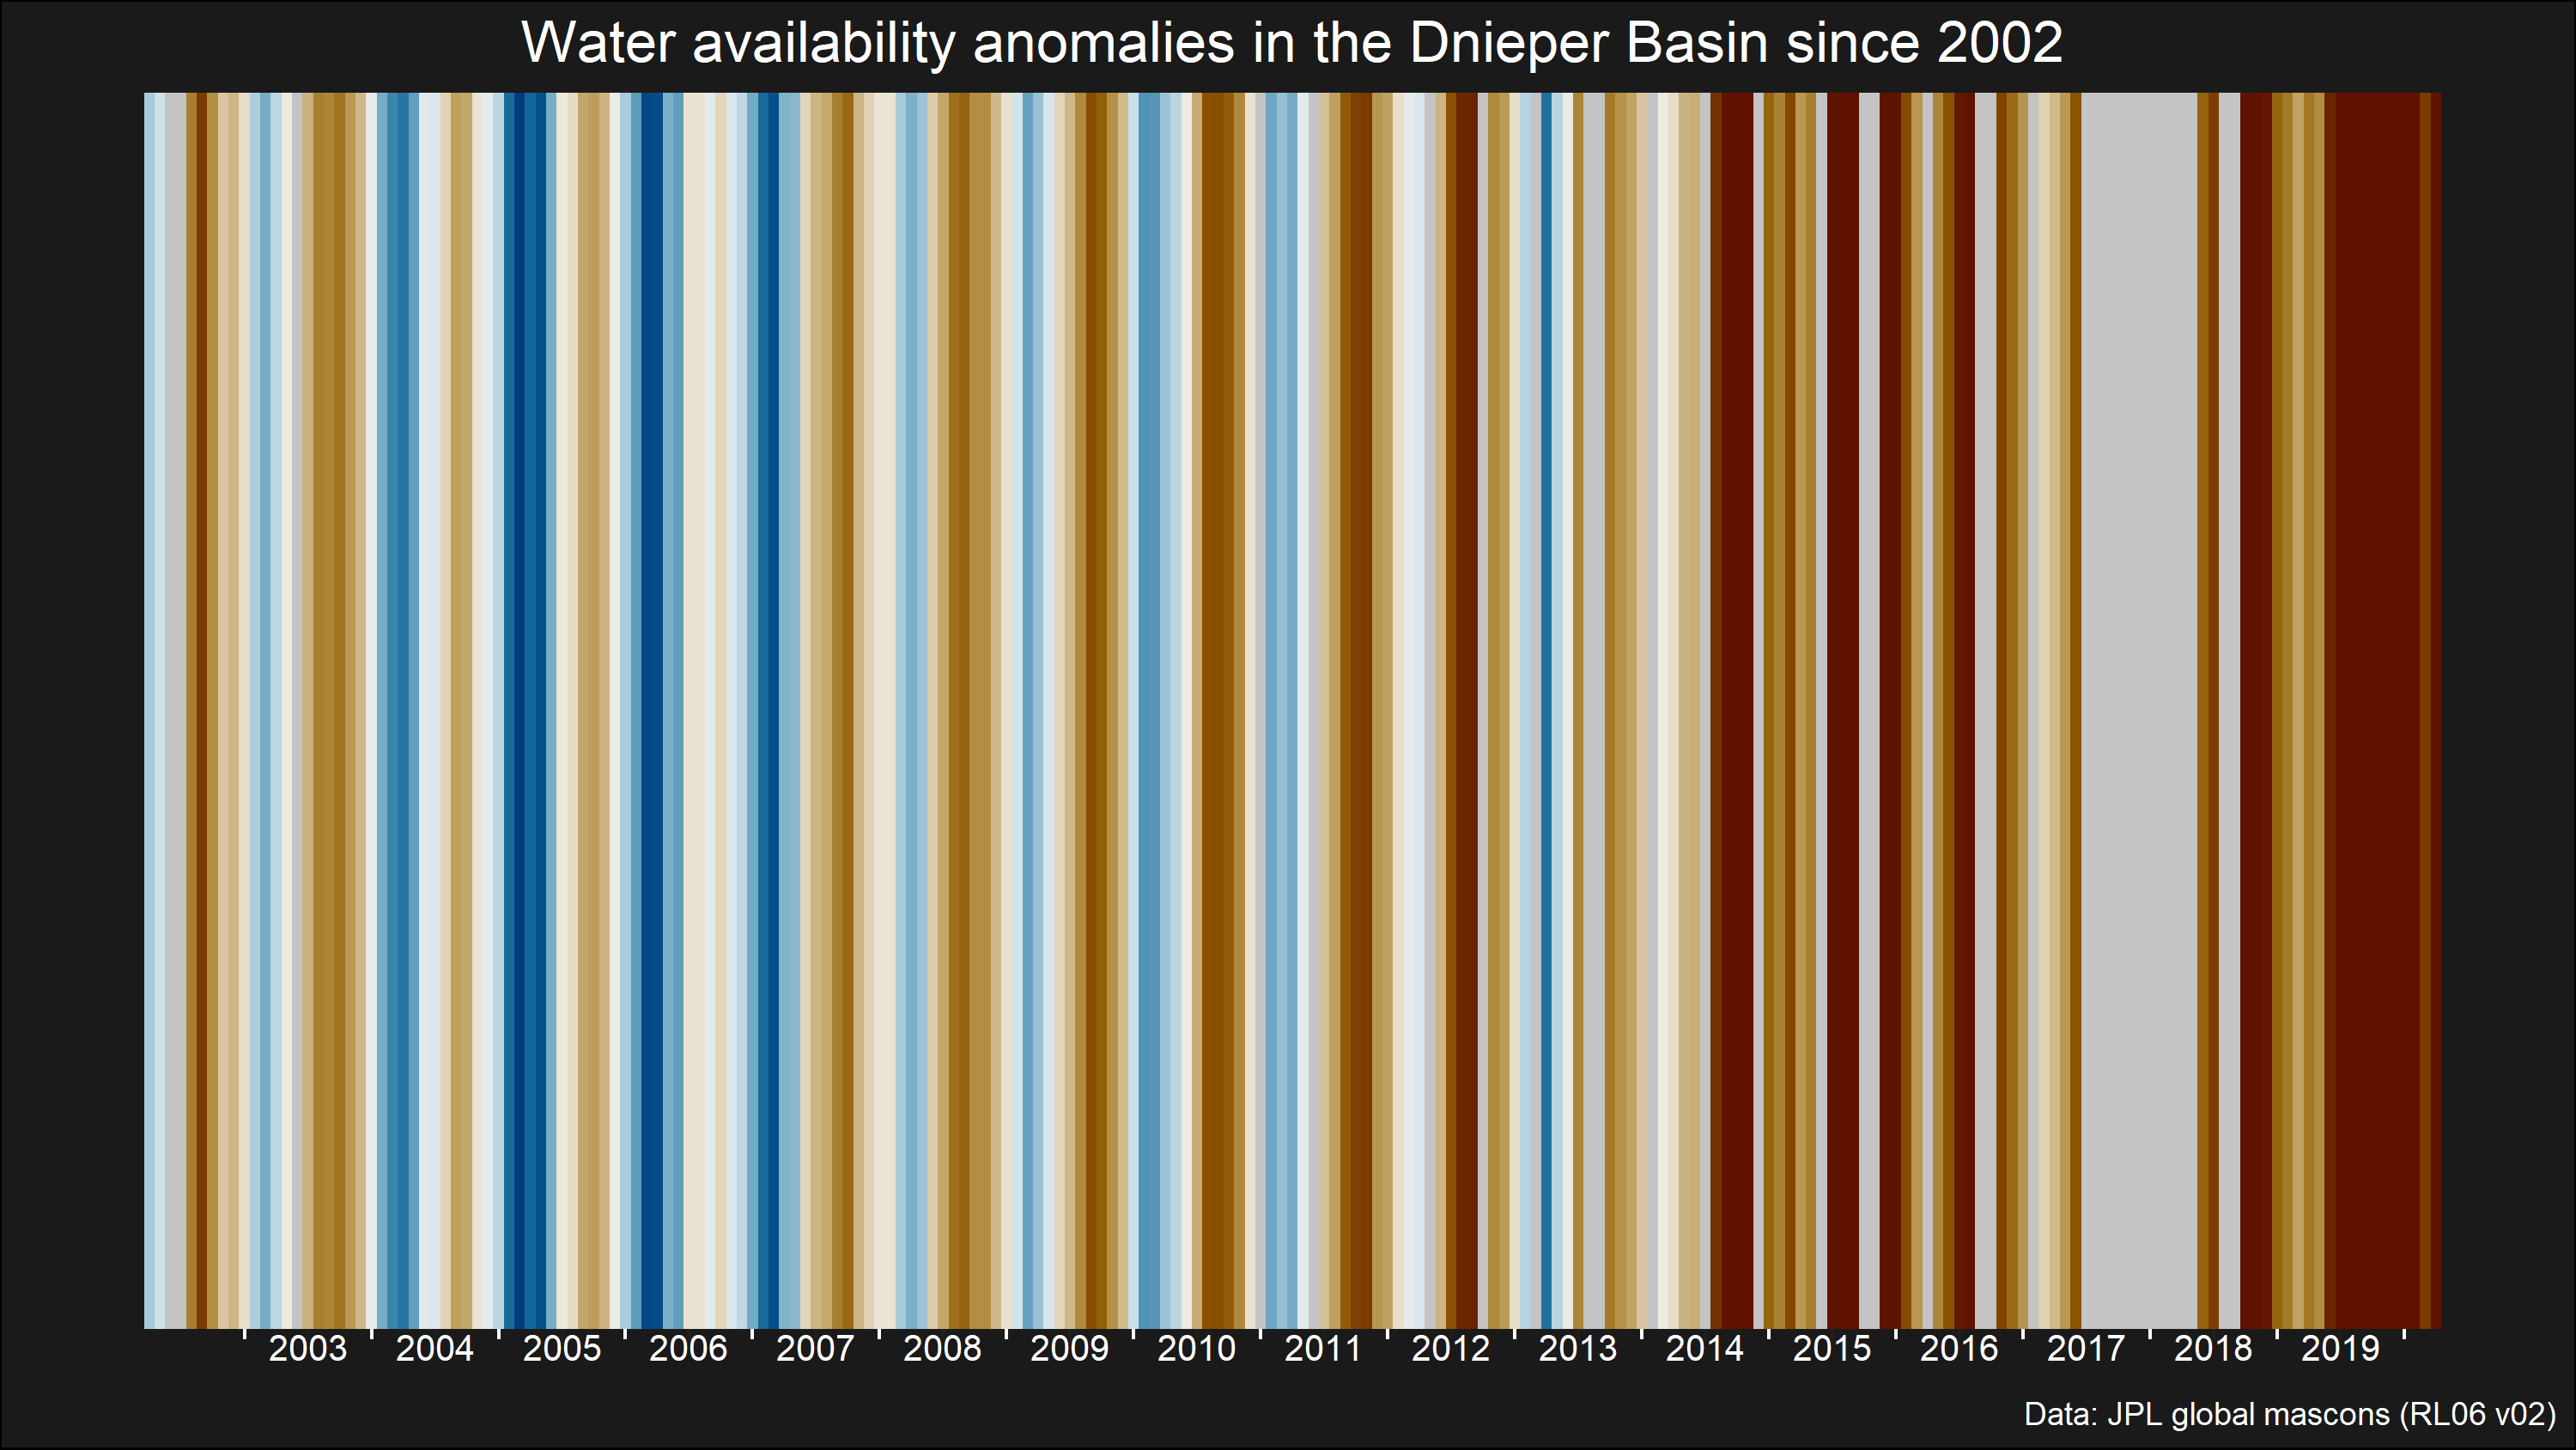 Water availability anomalies in the Dnieper Basin since 2002
2003 2004 2005 2006 2007 2008 2009 2010 2011 2012 2013 2014 2015 2016 2017 2018 2019
Data: JPL global mascons (RL06 v02)